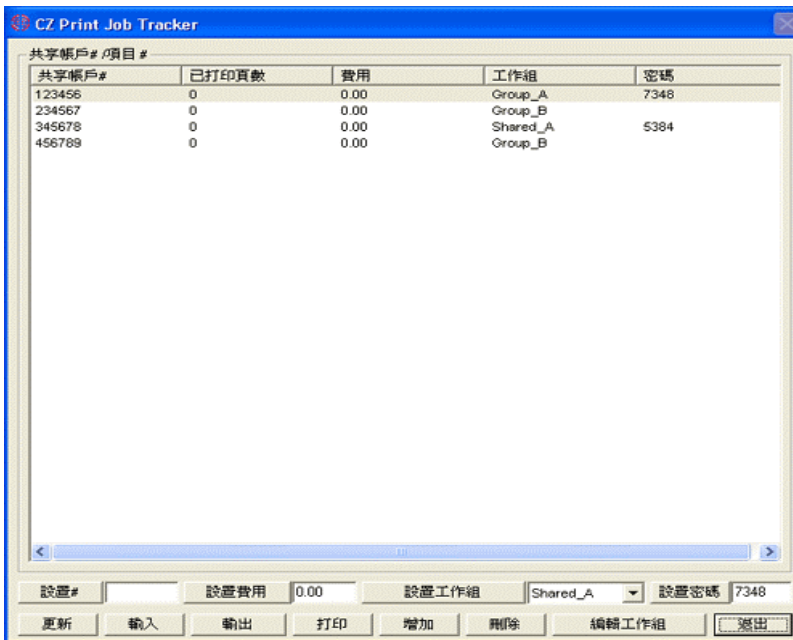 CZ Print Job Tracker
共享帳戶# /項目 #
共享帳戶# 已打印頁數 費用 工作組 密碼
123456 0 0.00 Group_A 7348
234567 0 0.00 Group_B
345678 0 0.00 Shared_A 5384
456789 0 0.00 Group_B
設置# 設置費用 0.00 設置工作組 Shared_A 設置密碼 7348
更新 輸入 輸出 打印 增加 刪除 編輯工作組 退出